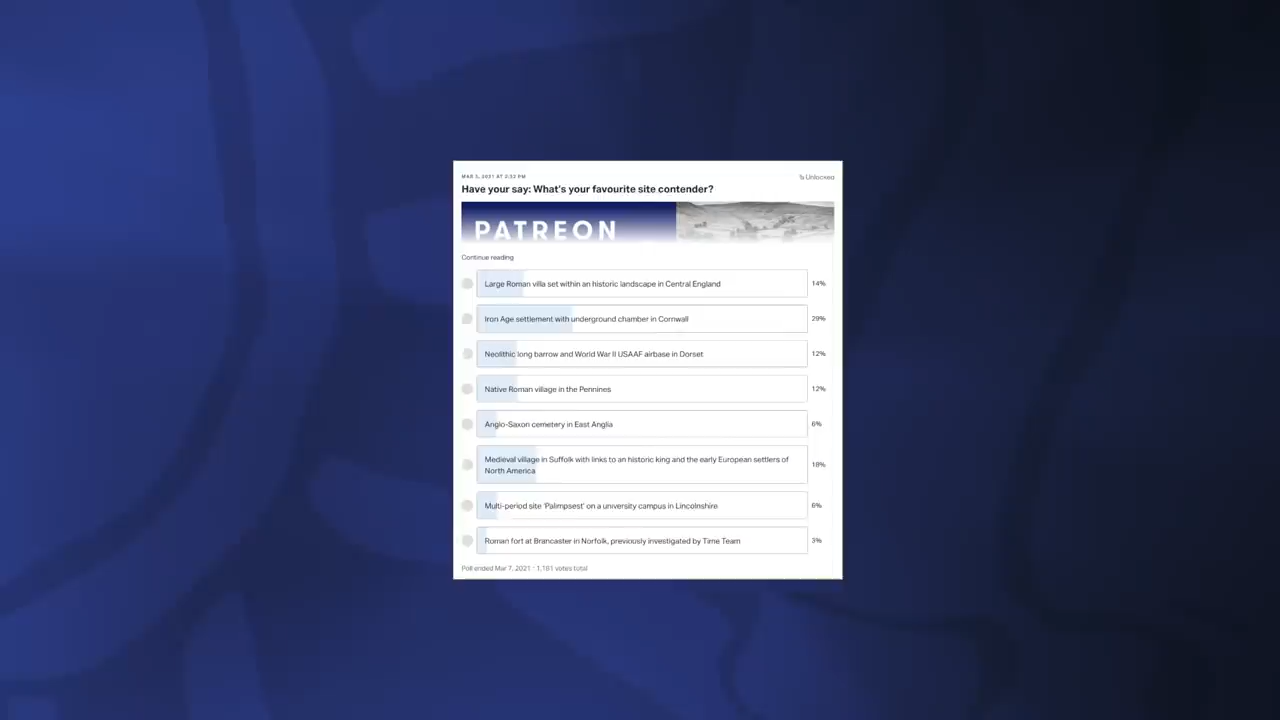 MAR 5, 2021 AT 2:52 PM
Unlocked
Have your say: What's your favourite site contender?
PATREON
Continue reading
Large Roman villa set within an historic landscape in Central England
14%
Iron Age settlement with underground chamber in Cornwall
29%
Neolithic long barrow and World War II USAAF airbase in Dorset
12%
Native Roman village in the Pennines
12%
Anglo-Saxon cemetery in East Anglia
6%
Medieval village in Suffolk with links to an historic king and the early European settlers of
North America
18%
Multi-period site 'Palimpsest' on a university campus in Lincolnshire
6%
Roman fort at Brancaster in Norfolk, previously investigated by Time Team
3%
Poll ended Mar 7, 2021 · 1,191 votes total